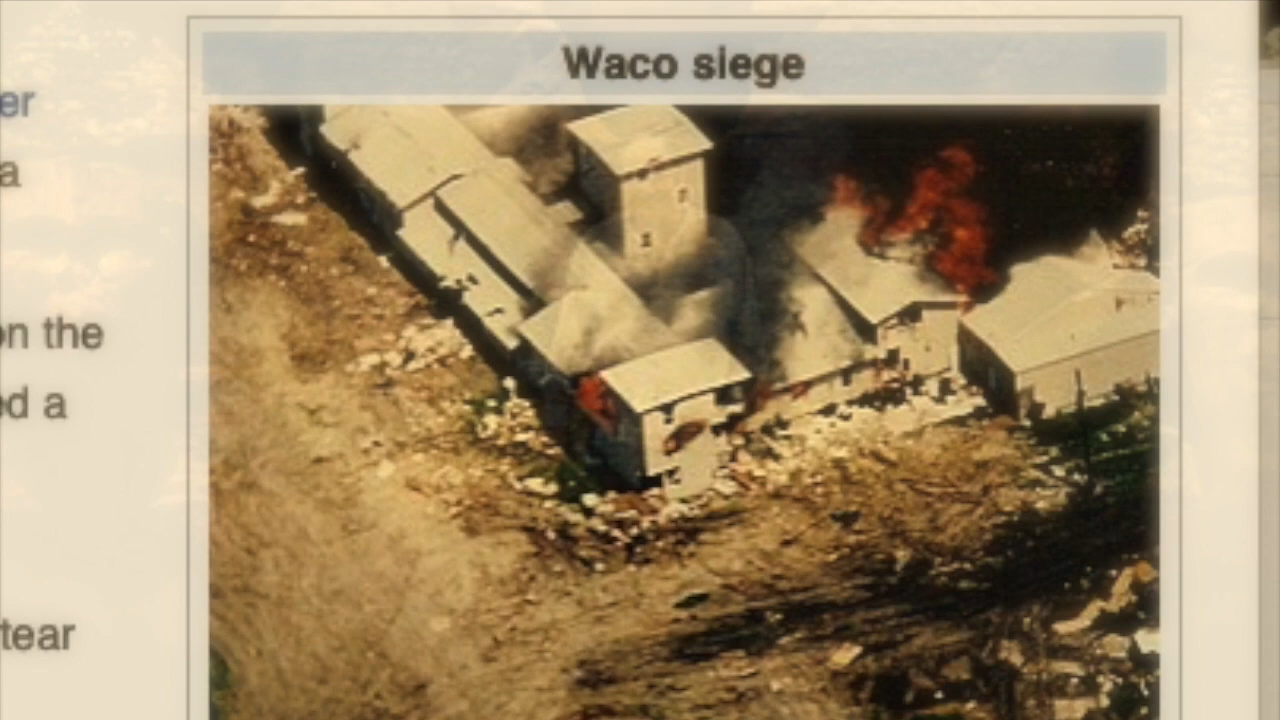 Waco siege
er
a
on the
ed a
tear